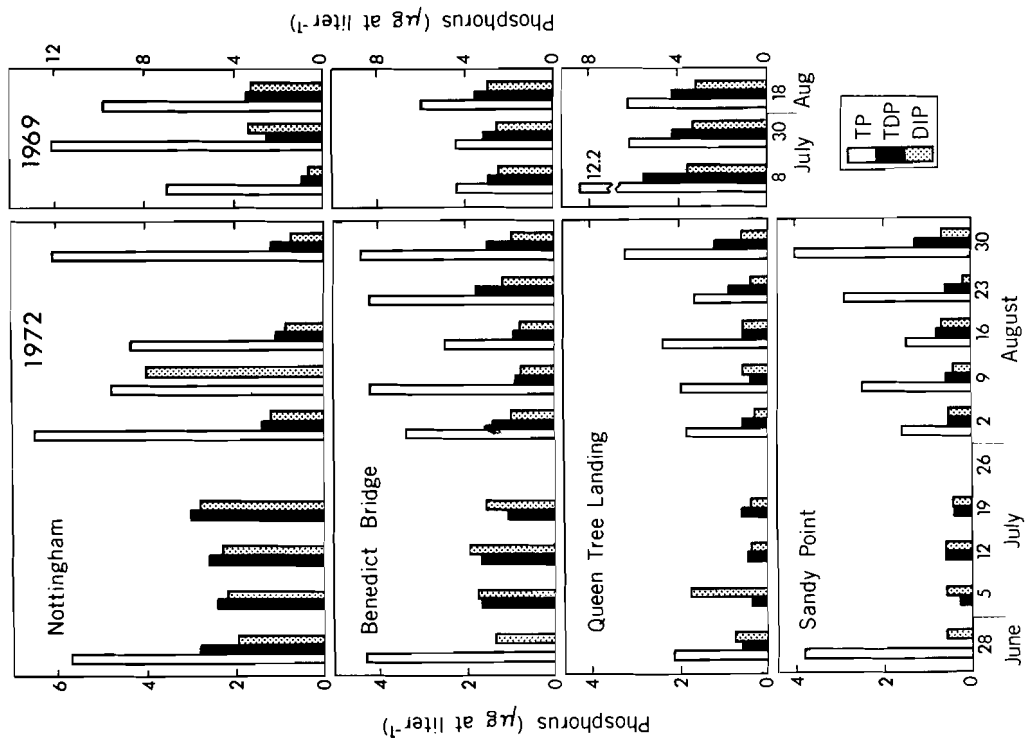 1972
1969
Nottingham
6
4
2
0
12
8
4
0
Benedict Bridge
4
2
0
8
4
0
Queen Tree Landing
4
2
0
12.2
8
4
0
Sandy Point
4
2
0
28
5
12
19
26
2
9
16
23
30
June
July
August
8
30
18
July
Aug
TP
TDP
DIP
Phosphorus (µg at liter⁻¹)
Phosphorus (µg at liter⁻¹)